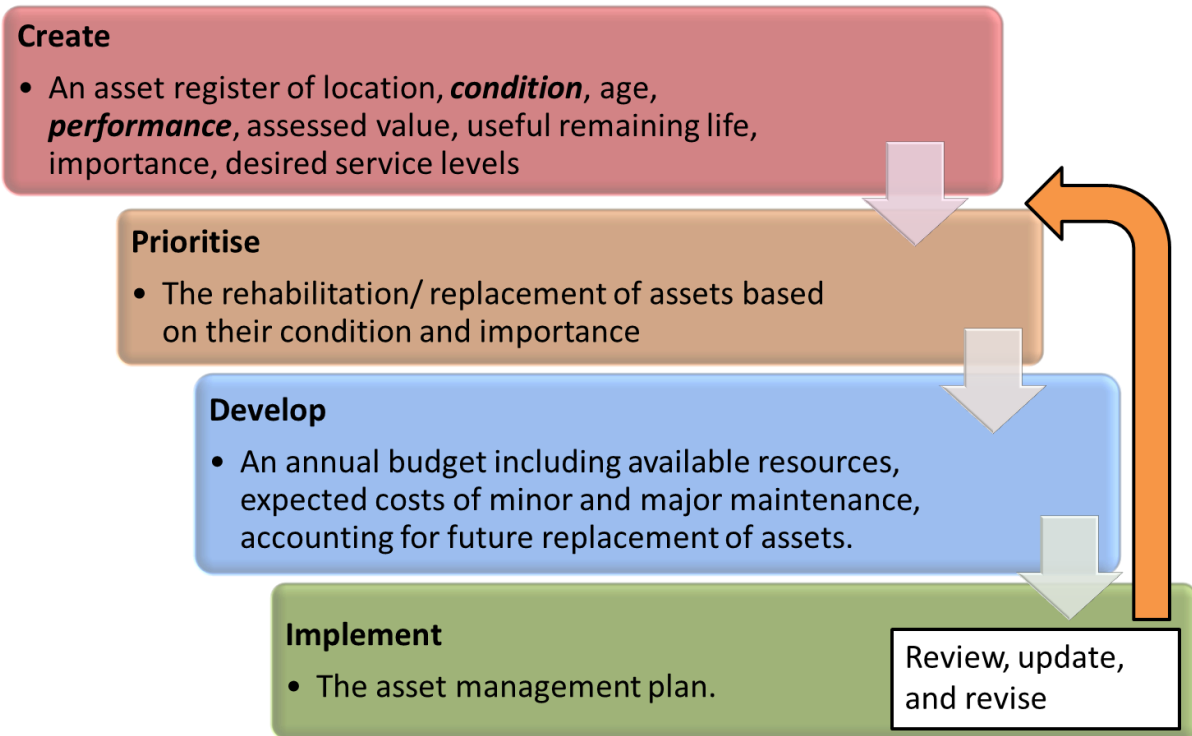 Create
• An asset register of location, condition, age,
performance, assessed value, useful remaining life,
importance, desired service levels
Prioritise
• The rehabilitation/ replacement of assets based
on their condition and importance
Develop
• An annual budget including available resources,
expected costs of minor and major maintenance,
accounting for future replacement of assets.
Implement
• The asset management plan.
Review, update,
and revise